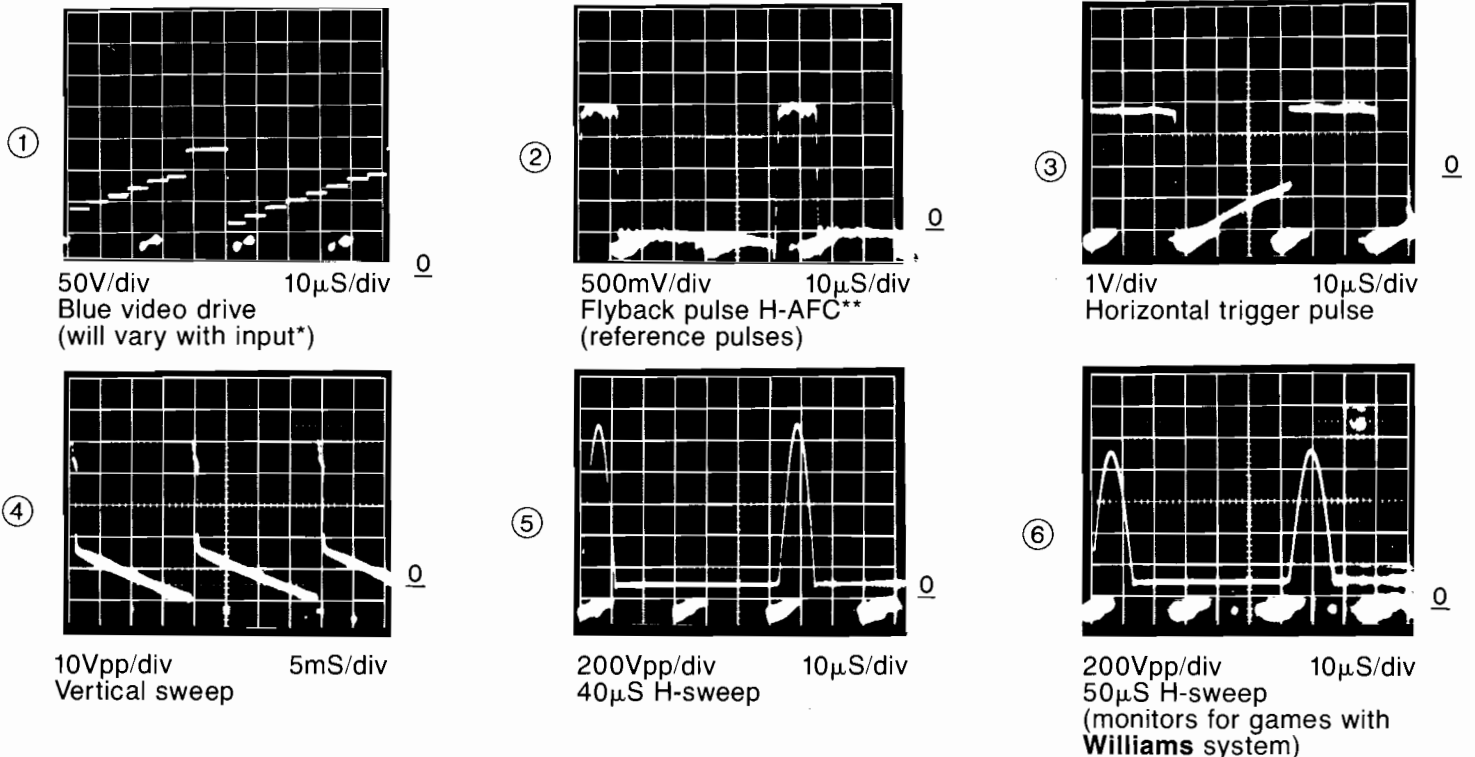 ①
0
50V/div 10μS/div
Blue video drive
(will vary with input*)
②
0
500mV/div 10μS/div
Flyback pulse H-AFC**
(reference pulses)
③
0
1V/div 10μS/div
Horizontal trigger pulse
④
0
10Vpp/div 5mS/div
Vertical sweep
⑤
0
200Vpp/div 10μS/div
40μS H-sweep
⑥
0
200Vpp/div 10μS/div
50μS H-sweep
(monitors for games with
Williams system)